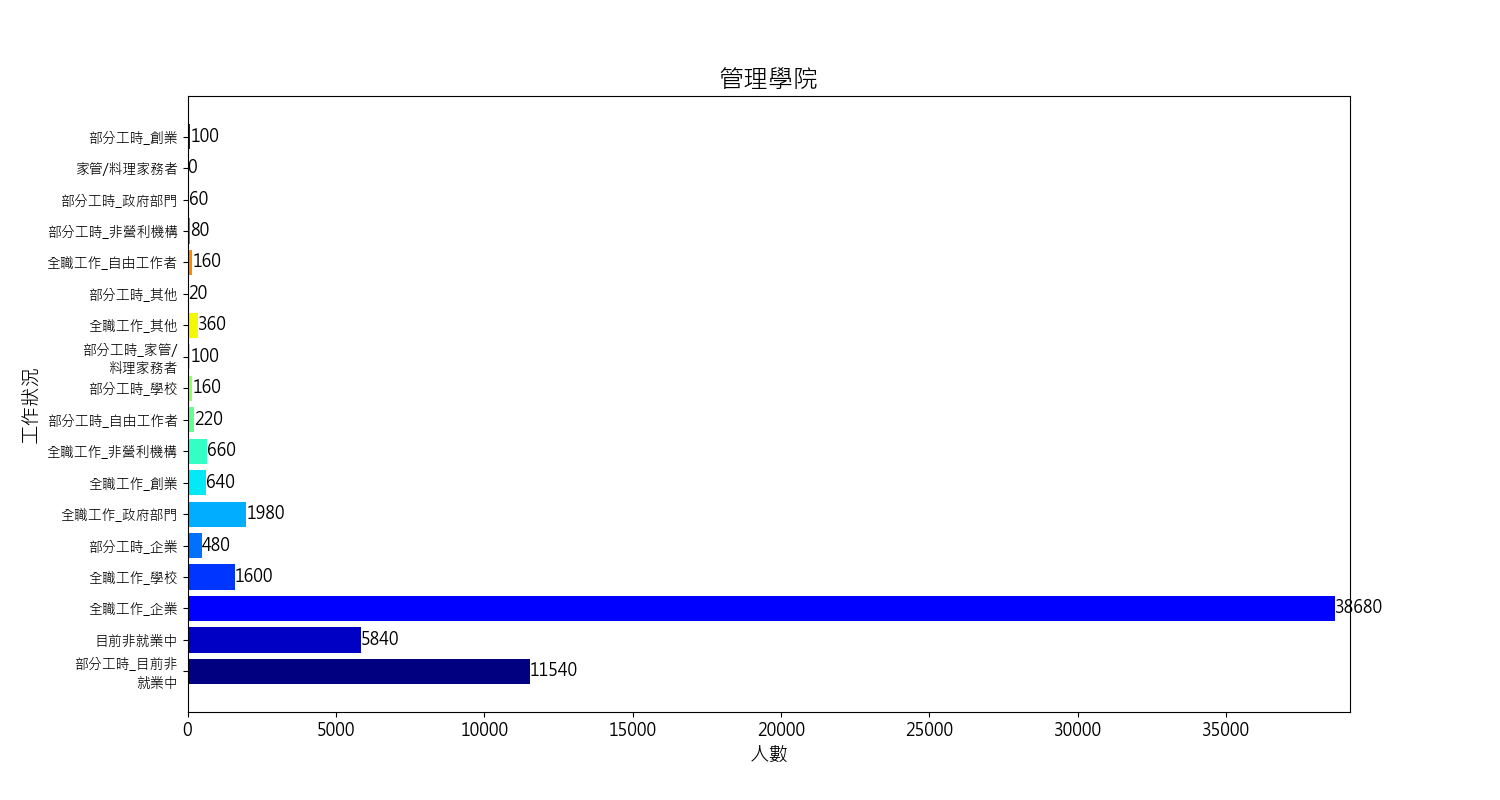 管理學院
部分工時_創業 100
家管/料理家務者 0
部分工時_政府部門 60
部分工時_非營利機構 80
全職工作_自由工作者 160
部分工時_其他 20
全職工作_其他 360
部分工時_家管/
料理家務者 100
部分工時_學校 160
部分工時_自由工作者 220
全職工作_非營利機構 660
全職工作_創業 640
全職工作_政府部門 1980
部分工時_企業 480
全職工作_學校 1600
全職工作_企業 38680
目前非就業中 5840
部分工時_目前非
就業中 11540
0 5000 10000 15000 20000 25000 30000 35000
人數
工作狀況